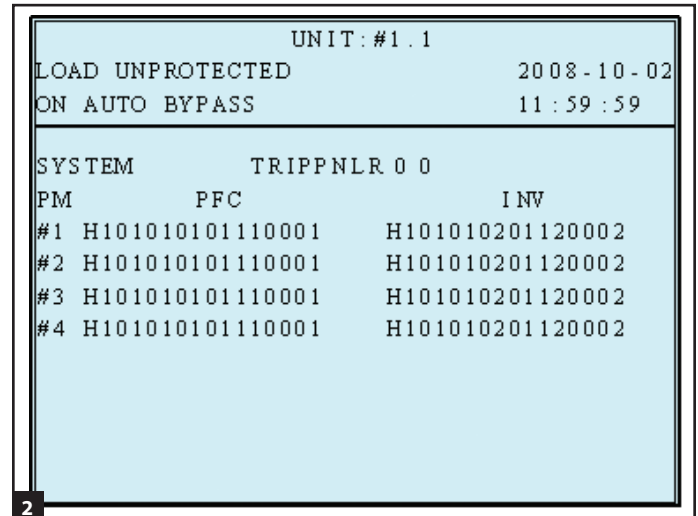 UNIT:#1.1
LOAD UNPROTECTED 2008-10-02
ON AUTO BYPASS 11:59:59
SYSTEM TRIPPNLR00
PM PFC INV
#1 H101010101110001 H101010201120002
#2 H101010101110001 H101010201120002
#3 H101010101110001 H101010201120002
#4 H101010101110001 H101010201120002
2